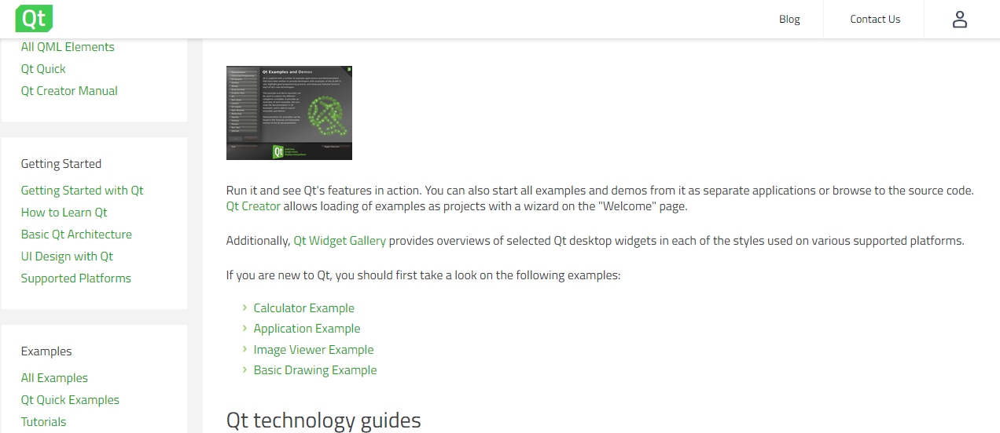 Qt
Blog
Contact Us
All QML Elements
Qt Quick
Qt Creator Manual
Getting Started
Getting Started with Qt
How to Learn Qt
Basic Qt Architecture
UI Design with Qt
Supported Platforms
Examples
All Examples
Qt Quick Examples
Tutorials
Qt Examples and Demos
Qt
Run it and see Qt's features in action. You can also start all examples and demos from it as separate applications or browse to the source code.
Qt Creator allows loading of examples as projects with a wizard on the "Welcome" page.
Additionally, Qt Widget Gallery provides overviews of selected Qt desktop widgets in each of the styles used on various supported platforms.
If you are new to Qt, you should first take a look on the following examples:
Calculator Example
Application Example
Image Viewer Example
Basic Drawing Example
Qt technology guides